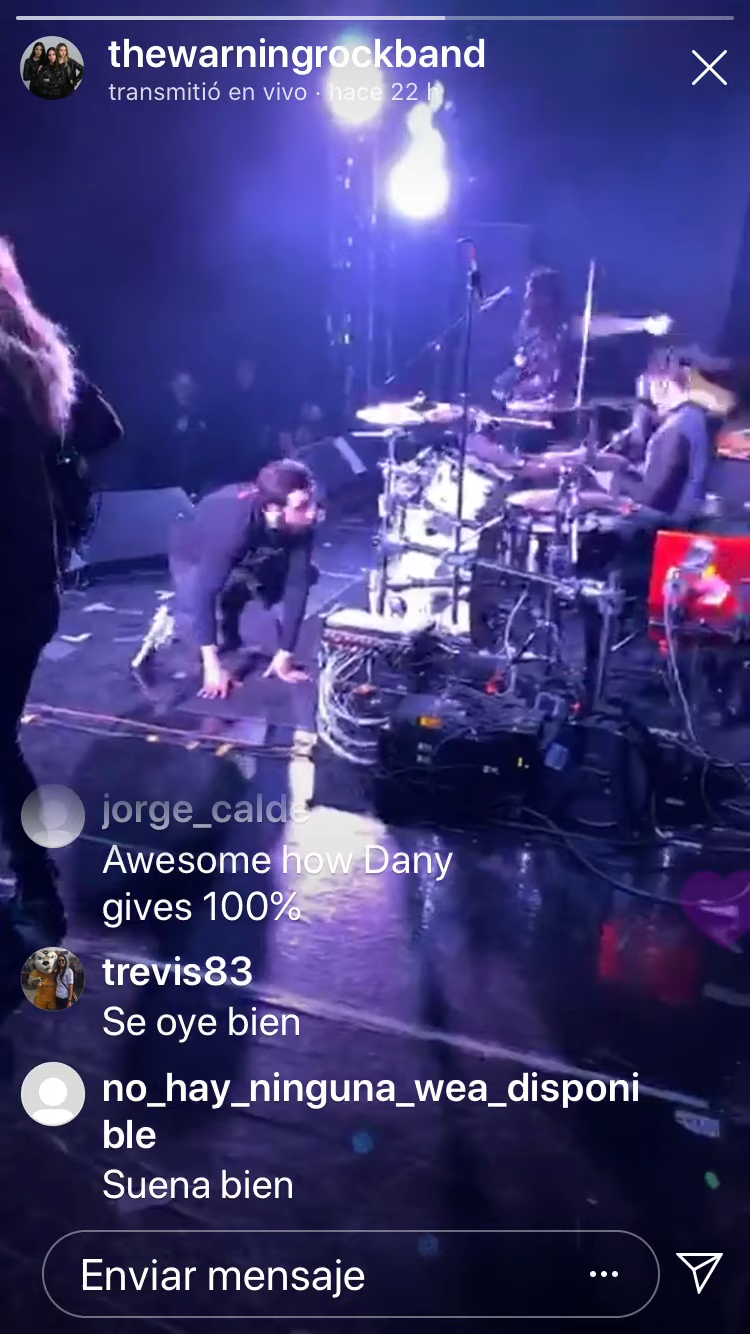 thewarningrockband
transmitió en vivo · hace 22 h
jorge_calde
Awesome how Dany
gives 100%
trevis83
Se oye bien
no_hay_ninguna_wea_disponi
ble
Suena bien
Enviar mensaje